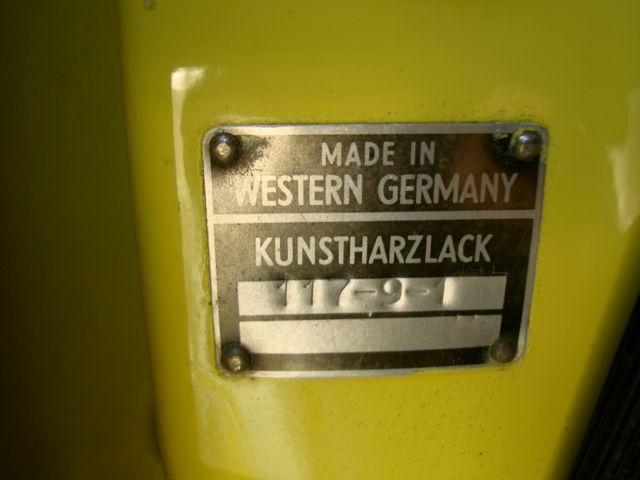 MADE IN
WESTERN GERMANY
KUNSTHARZLACK
117-9-1